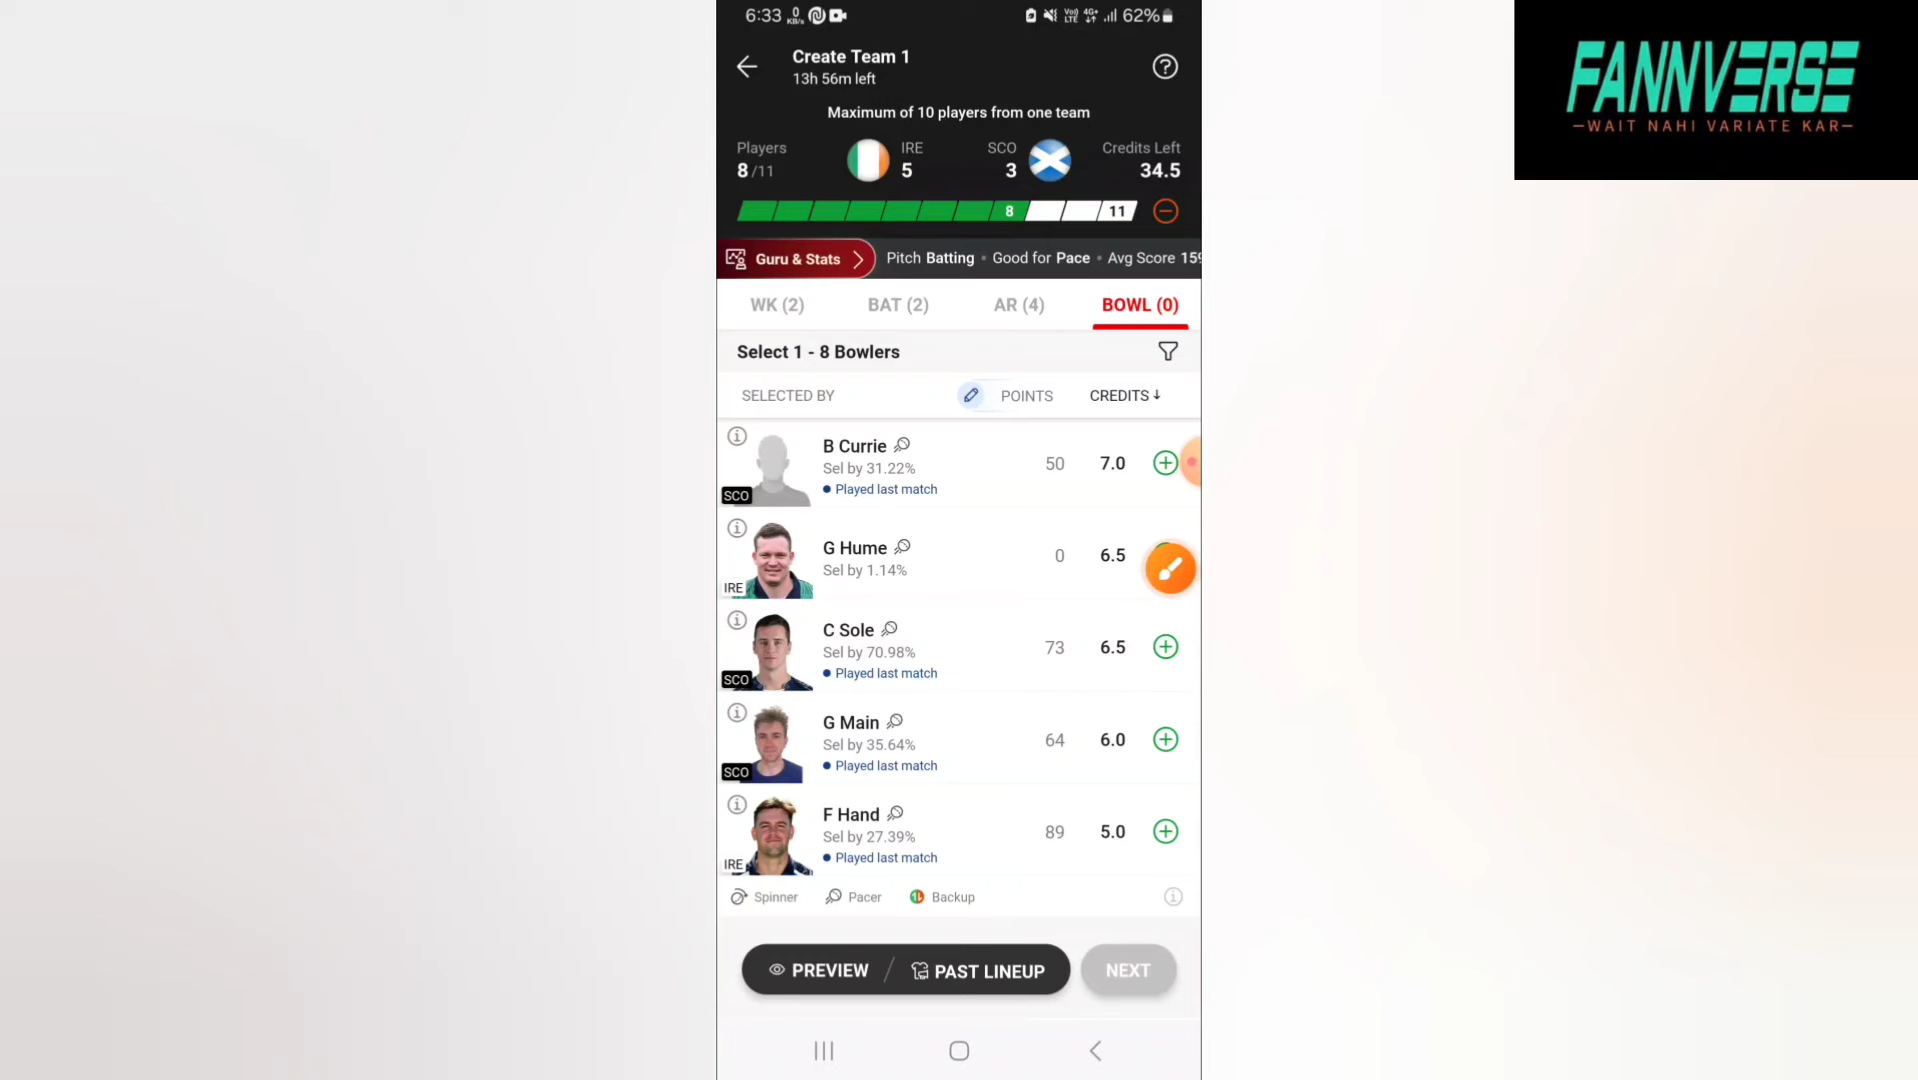 6:33 0 KB/s Vo) LTE 4G+ 62%
FANNVERSE
-WAIT NAHI VARIATE KAR-
Create Team 1
13h 56m left
Maximum of 10 players from one team
Players IRE SCO Credits Left
8/11 5 3 34.5
8 11
Guru & Stats Pitch Batting • Good for Pace • Avg Score 159
WK (2) BAT (2) AR (4) BOWL (0)
Select 1 - 8 Bowlers
SELECTED BY POINTS CREDITS↓
B Currie
Sel by 31.22% 50 7.0
Played last match
SCO
G Hume
Sel by 1.14% 0 6.5
IRE
C Sole
Sel by 70.98% 73 6.5
Played last match
SCO
G Main
Sel by 35.64% 64 6.0
Played last match
SCO
F Hand
Sel by 27.39% 89 5.0
Played last match
IRE
Spinner Pacer Backup
PREVIEW / PAST LINEUP NEXT